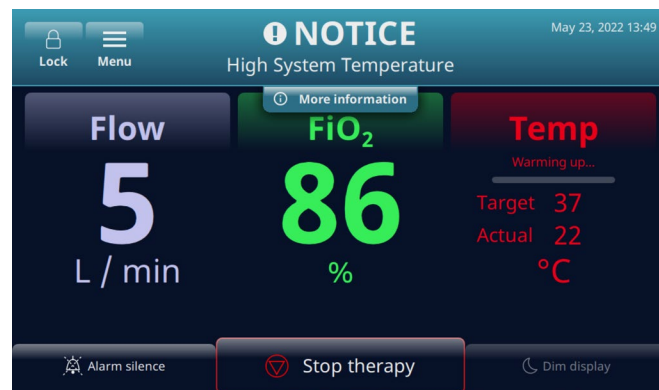 NOTICE
May 23, 2022 13:49
Lock Menu
High System Temperature
More information
Flow
5
L / min
FiO₂
86
%
Temp
Warming up...
Target 37
Actual 22
°C
Alarm silence
Stop therapy
Dim display